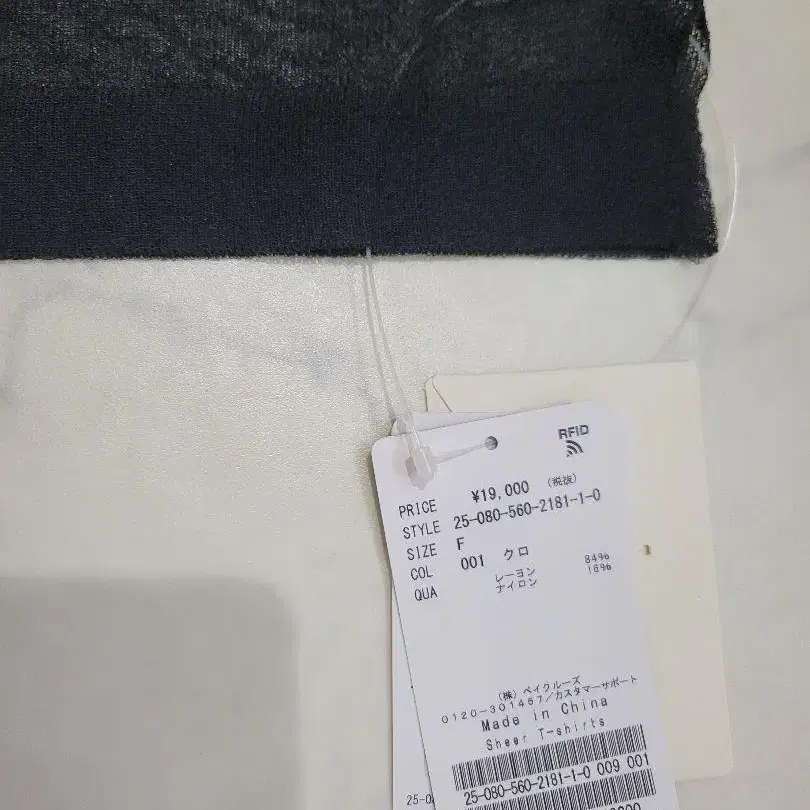 RFID
PRICE ¥19,000 (税抜)
STYLE 25-080-560-2181-1-0
SIZE F
COL 001 クロ
QUA レーヨン 84%
ナイロン 16%
(株) ベイクルーズ
0120-301457/カスタマーサポート
Made in China
Sheer T-shirts
25-080-560-2181-1-0 009 001
25-0